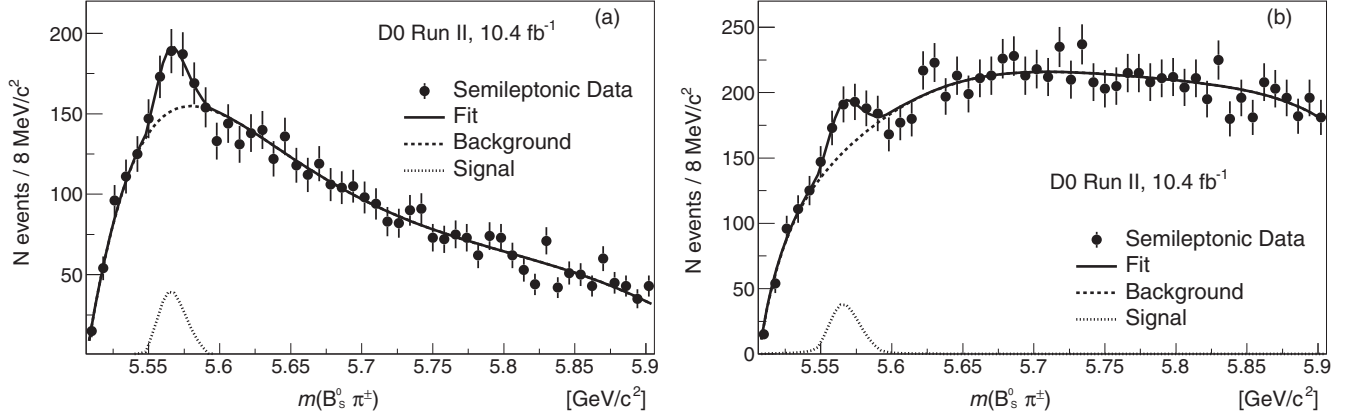 (a)
D0 Run II, 10.4 fb⁻¹
Semileptonic Data
Fit
Background
Signal
N events / 8 MeV/c²
200
150
100
50
5.55 5.6 5.65 5.7 5.75 5.8 5.85 5.9
m(B⁰ₛ π±) [GeV/c²]
(b)
D0 Run II, 10.4 fb⁻¹
Semileptonic Data
Fit
Background
Signal
N events / 8 MeV/c²
250
200
150
100
50
0
5.55 5.6 5.65 5.7 5.75 5.8 5.85 5.9
m(B⁰ₛ π±) [GeV/c²]